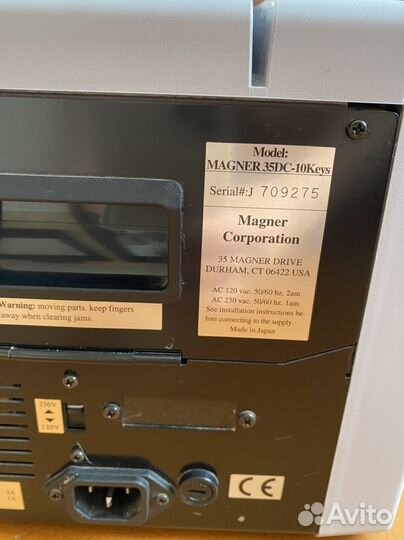 Model:
MAGNER 35DC-10Keys
Serial#:J 709275
Magner
Corporation
35 MAGNER DRIVE
DURHAM, CT 06422 USA
AC 120 vac. 50/60 hz. 2am
AC 230 vac. 50/60 hz. 1am
See installation instructions be-
fore connecting to the supply.
Made in Japan
Warning: moving parts. keep fingers
away when clearing jams.
230V
120V
2A
1A
CE
Avito